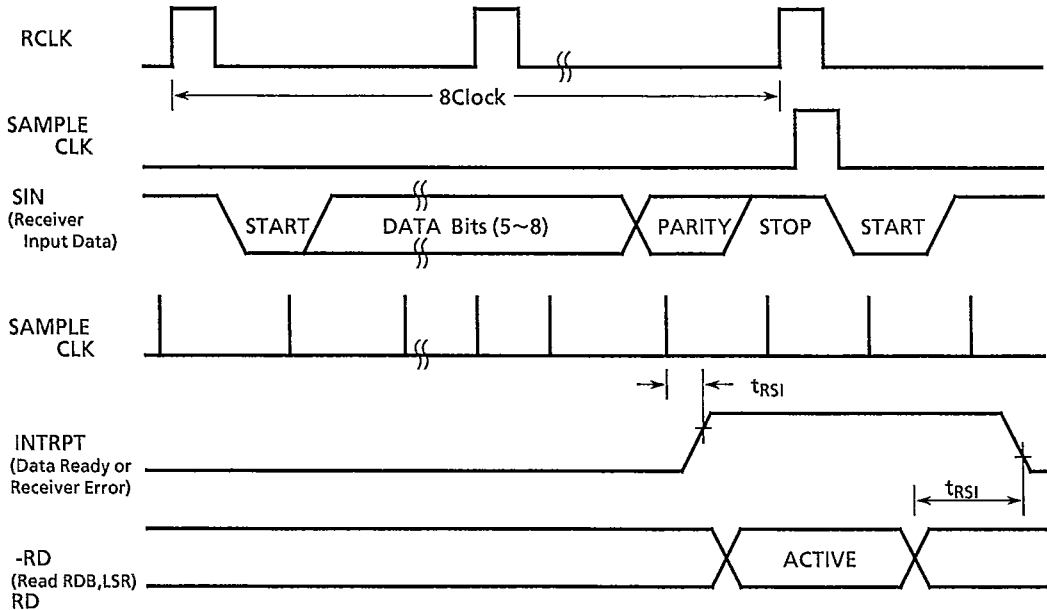 RCLK
8Clock
SAMPLE
CLK
SIN
(Receiver
Input Data)
START
DATA Bits (5~8)
PARITY
STOP
START
SAMPLE
CLK
tRSI
INTRPT
(Data Ready or
Receiver Error)
tRSI
-RD
(Read RDB,LSR)
RD
ACTIVE